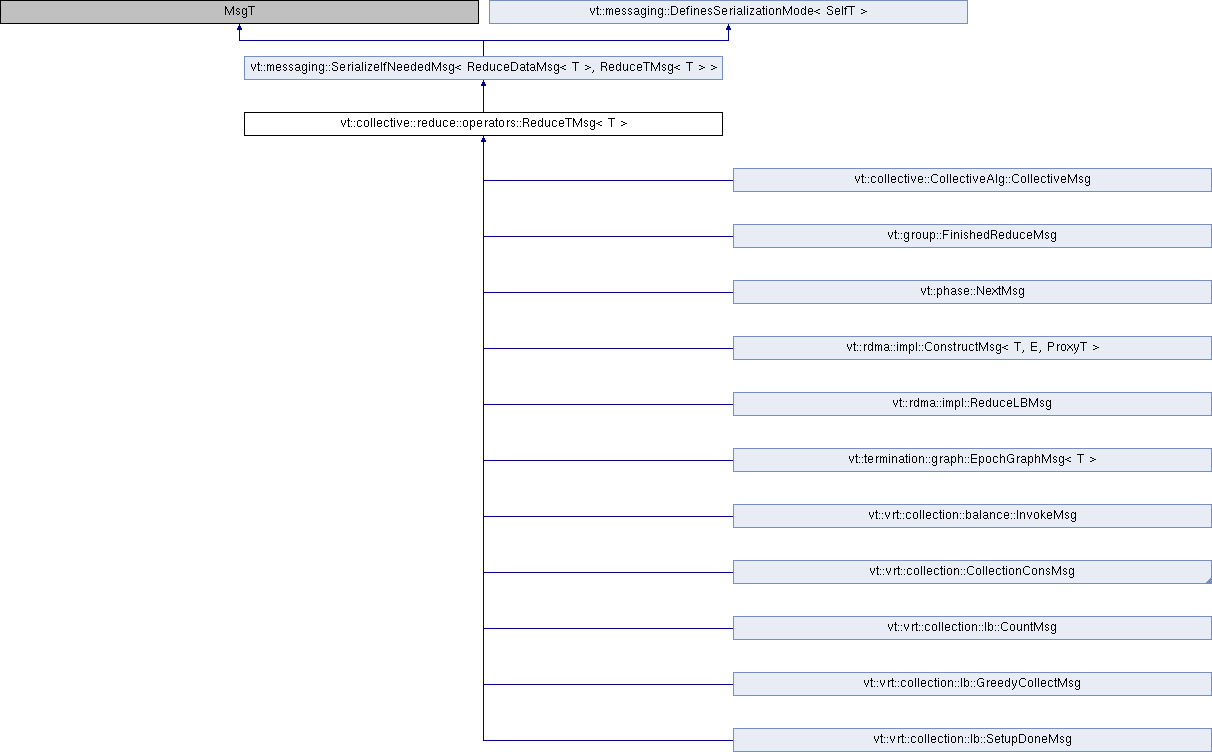 MsgT
vt::messaging::DefinesSerializationMode< SelfT >
vt::messaging::SerializeIfNeededMsg< ReduceDataMsg< T >, ReduceTMsg< T > >
vt::collective::reduce::operators::ReduceTMsg< T >
vt::collective::CollectiveAlg::CollectiveMsg
vt::group::FinishedReduceMsg
vt::phase::NextMsg
vt::rdma::impl::ConstructMsg< T, E, ProxyT >
vt::rdma::impl::ReduceLBMsg
vt::termination::graph::EpochGraphMsg< T >
vt::vrt::collection::balance::InvokeMsg
vt::vrt::collection::CollectionConsMsg
vt::vrt::collection::lb::CountMsg
vt::vrt::collection::lb::GreedyCollectMsg
vt::vrt::collection::lb::SetupDoneMsg